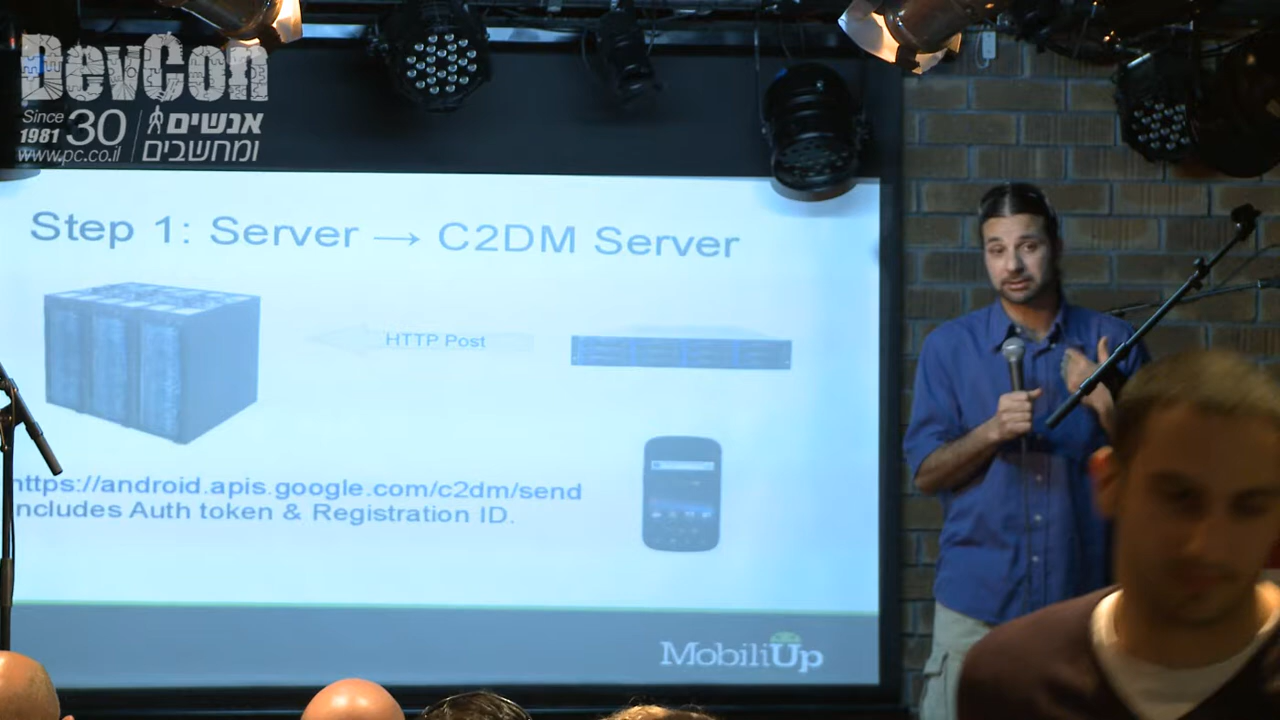 DevCon
Since 1981 30
www.pc.co.il
אנשים
ומחשבים
Step 1: Server → C2DM Server
HTTP Post
https://android.apis.google.com/c2dm/send
includes Auth token & Registration ID.
MobiliUp